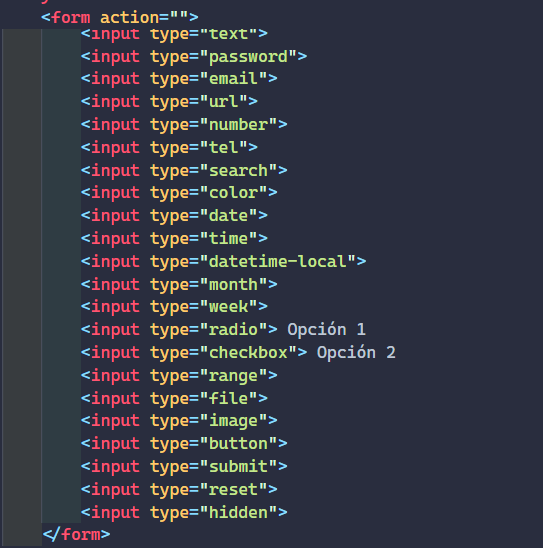 <form action="">
<input type="text">
<input type="password">
<input type="email">
<input type="url">
<input type="number">
<input type="tel">
<input type="search">
<input type="color">
<input type="date">
<input type="time">
<input type="datetime-local">
<input type="month">
<input type="week">
<input type="radio"> Opción 1
<input type="checkbox"> Opción 2
<input type="range">
<input type="file">
<input type="image">
<input type="button">
<input type="submit">
<input type="reset">
<input type="hidden">
</form>